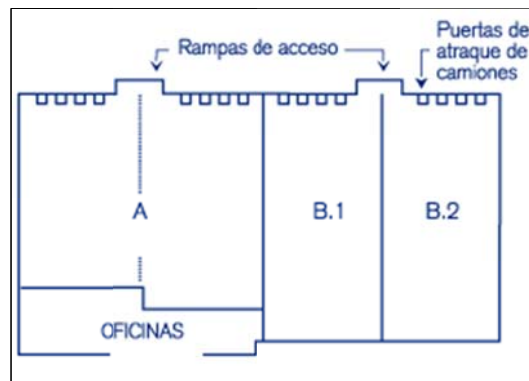 Rampas de acceso
Puertas de
atraque de
camiones
A
B.1
B.2
OFICINAS